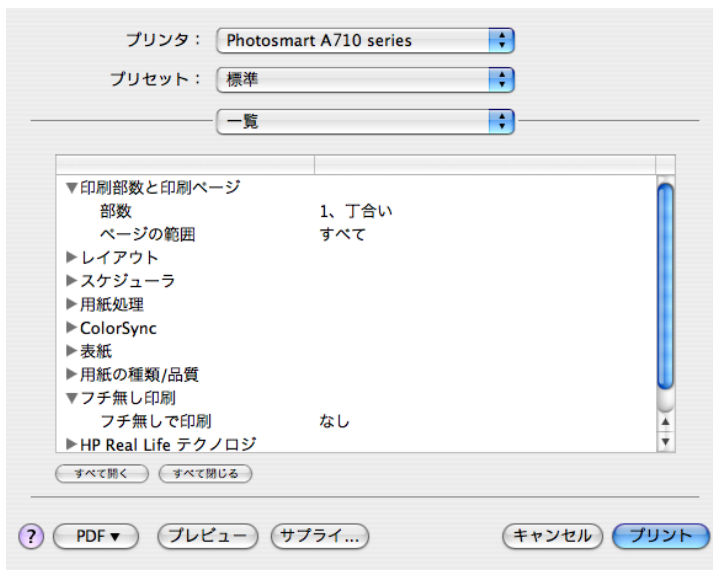 プリンタ： Photosmart A710 series
プリセット： 標準
一覧
▼印刷部数と印刷ページ
部数 1、丁合い
ページの範囲 すべて
▶レイアウト
▶スケジューラ
▶用紙処理
▶ColorSync
▶表紙
▶用紙の種類/品質
▼フチ無し印刷
フチ無しで印刷 なし
▶HP Real Life テクノロジ
すべて開く すべて閉じる
? PDF▼ プレビュー サプライ... キャンセル プリント